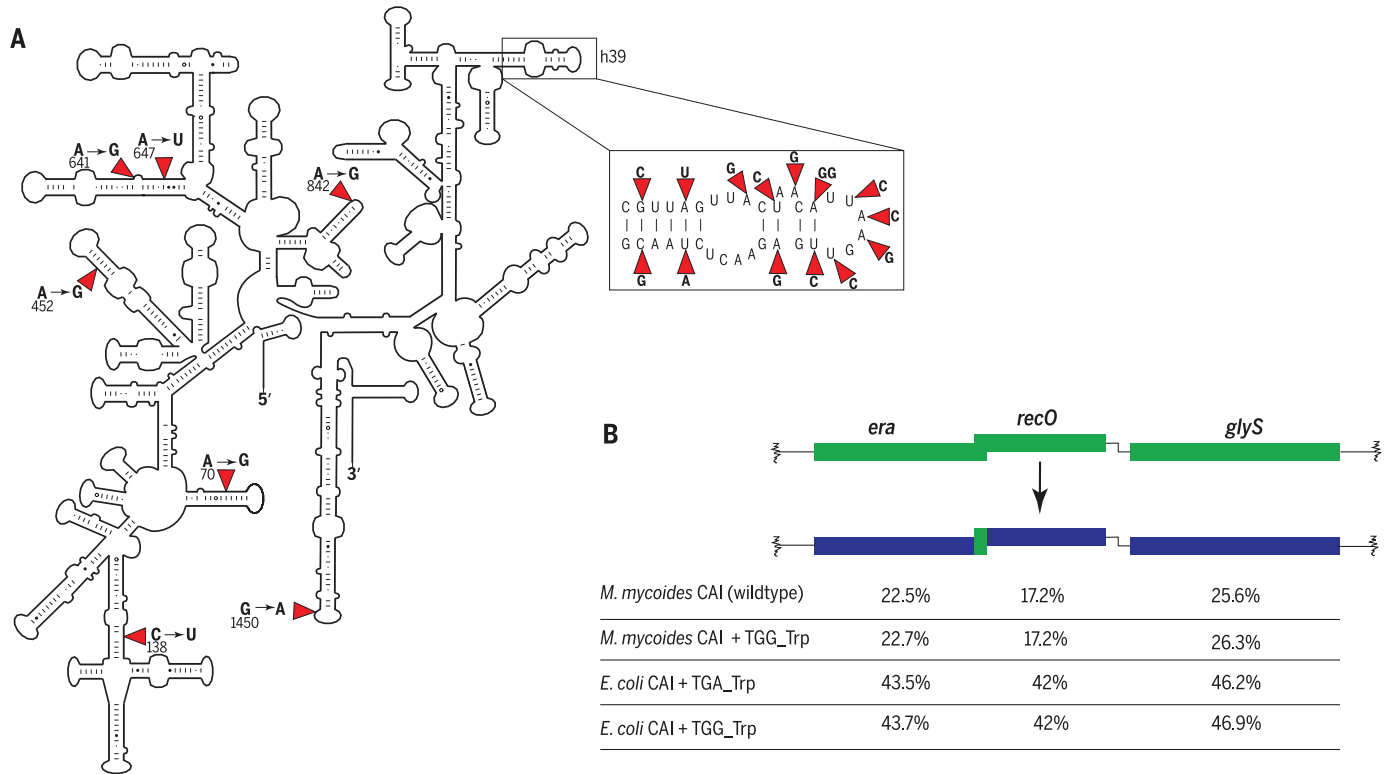 A
h39
A→G
641
A→U
647
A→G
842
A→G
452
5′
3′
A→G
70
G→A
1450
C→U
138
C U G C A G GG C
C G U U A G U U A C U A A C A U U A C
G C A A U C U C A A G A G U U G A G
G A G C C
B
era recO glyS
M. mycoides CAI (wildtype) 22.5% 17.2% 25.6%
M. mycoides CAI + TGG_Trp 22.7% 17.2% 26.3%
E. coli CAI + TGA_Trp 43.5% 42% 46.2%
E. coli CAI + TGG_Trp 43.7% 42% 46.9%